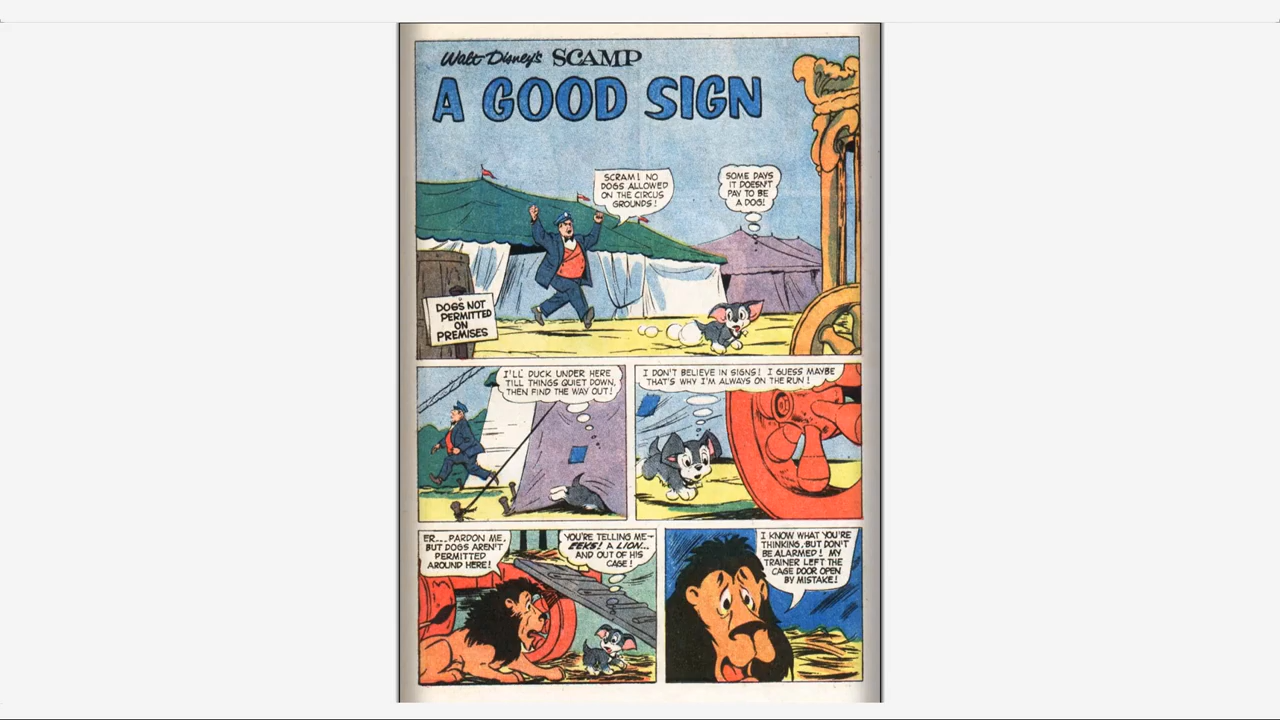 Walt Disney's SCAMP
A GOOD SIGN
SCRAM! NO
DOGS ALLOWED
ON THE CIRCUS
GROUNDS!
SOME DAYS
IT DOESN'T
PAY TO BE
A DOG!
DOGS NOT
PERMITTED
ON
PREMISES
I'LL DUCK UNDER HERE
TILL THINGS QUIET DOWN,
THEN FIND THE WAY OUT!
I DON'T BELIEVE IN SIGNS! I GUESS MAYBE
THAT'S WHY I'M ALWAYS ON THE RUN!
ER... PARDON ME,
BUT DOGS AREN'T
PERMITTED
AROUND HERE!
YOU'RE TELLING ME—
EEKS! A LION...
AND OUT OF HIS
CAGE!
I KNOW WHAT YOU'RE
THINKING, BUT DON'T
BE ALARMED! MY
TRAINER LEFT THE
CAGE DOOR OPEN
BY MISTAKE!